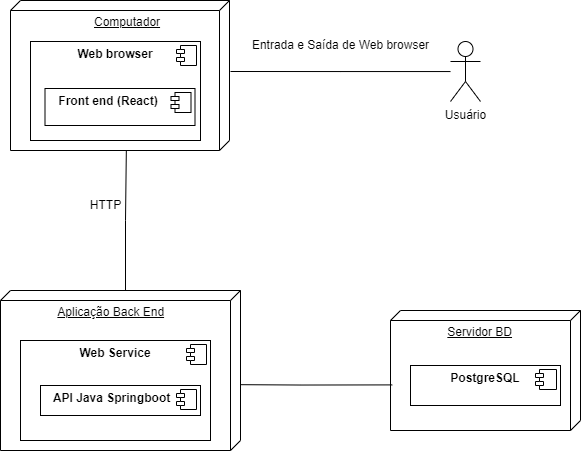 Computador
Web browser
Front end (React)
Entrada e Saída de Web browser
Usuário
HTTP
Aplicação Back End
Web Service
API Java Springboot
Servidor BD
PostgreSQL